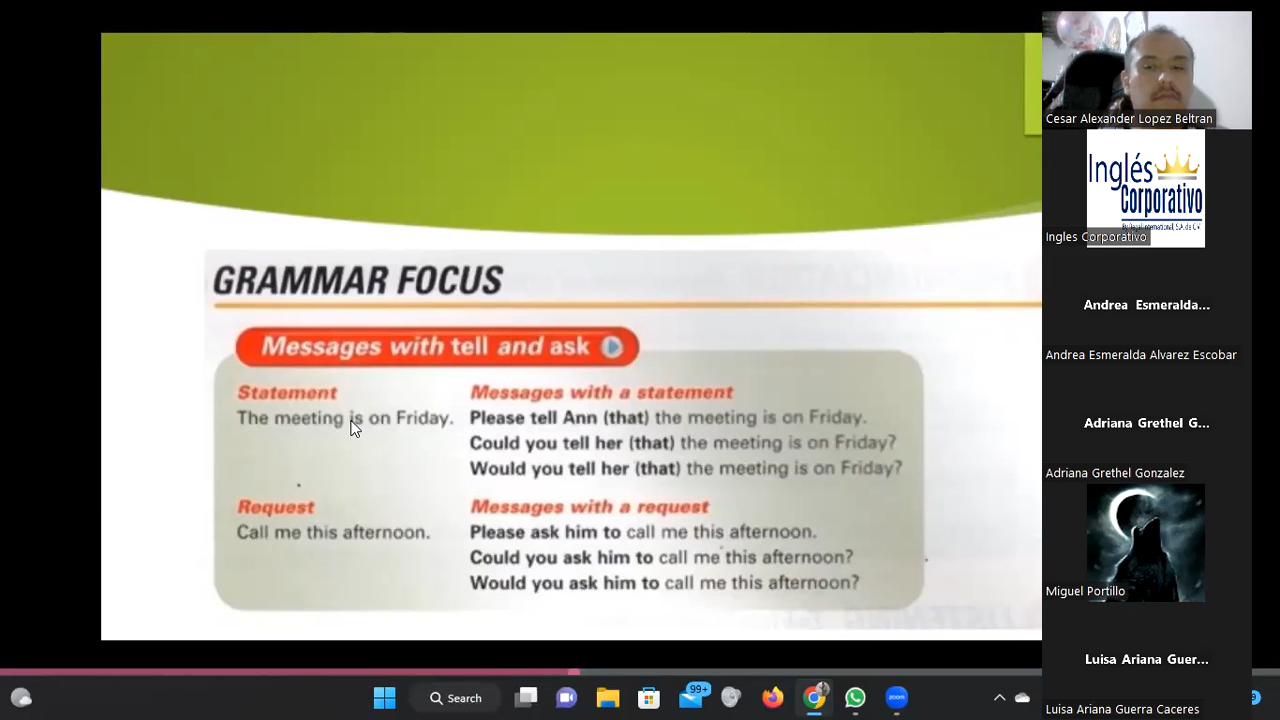 GRAMMAR FOCUS
Messages with tell and ask
Statement
The meeting is on Friday.
Messages with a statement
Please tell Ann (that) the meeting is on Friday.
Could you tell her (that) the meeting is on Friday?
Would you tell her (that) the meeting is on Friday?
Request
Call me this afternoon.
Messages with a request
Please ask him to call me this afternoon.
Could you ask him to call me this afternoon?
Would you ask him to call me this afternoon?
Cesar Alexander Lopez Beltran
Inglés
Corporativo
Ingles Corporativo
Andrea Esmeralda...
Andrea Esmeralda Alvarez Escobar
Adriana Grethel G...
Adriana Grethel Gonzalez
Miguel Portillo
Luisa Ariana Guer...
Luisa Ariana Guerra Caceres
Search
99+
zoom